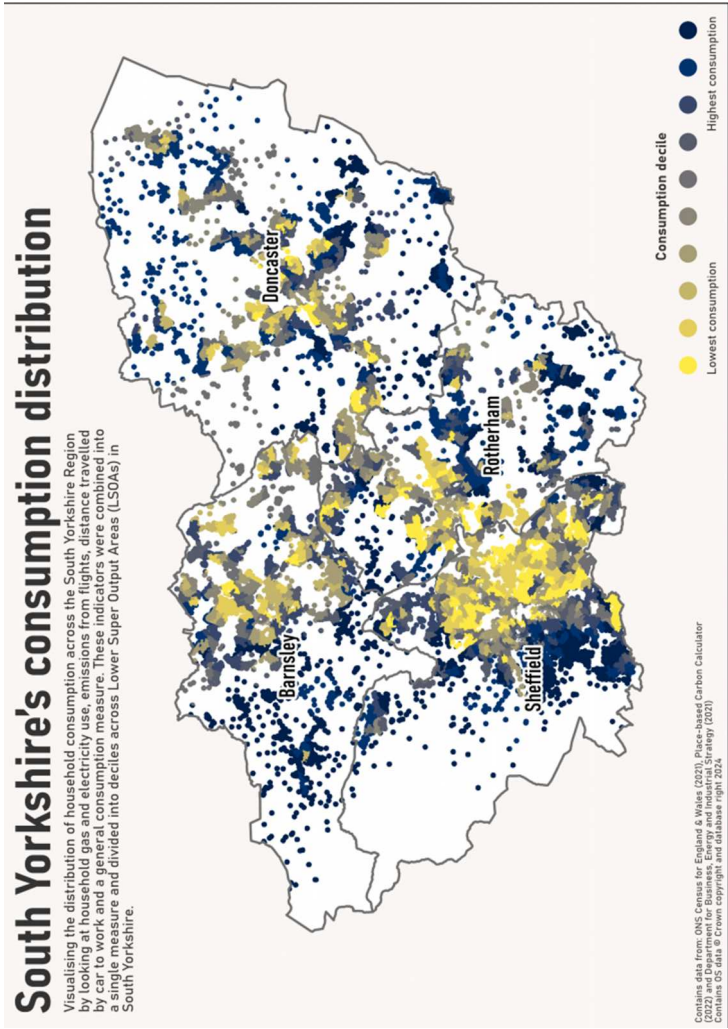 South Yorkshire's consumption distribution
Visualising the distribution of household consumption across the South Yorkshire Region
by looking at household gas and electricity use, emissions from flights, distance travelled
by car to work and a general consumption measure. These indicators were combined into
a single measure and divided into deciles across Lower Super Output Areas (LSOAs) in
South Yorkshire.
Barnsley
Doncaster
Sheffield
Rotherham
Consumption decile
Lowest consumption
Highest consumption
Contains data from: ONS Census for England & Wales (2021), Place-based Carbon Calculator
(2022) and Department for Business, Energy and Industrial Strategy (2021)
Contains OS data © Crown copyright and database right 2024